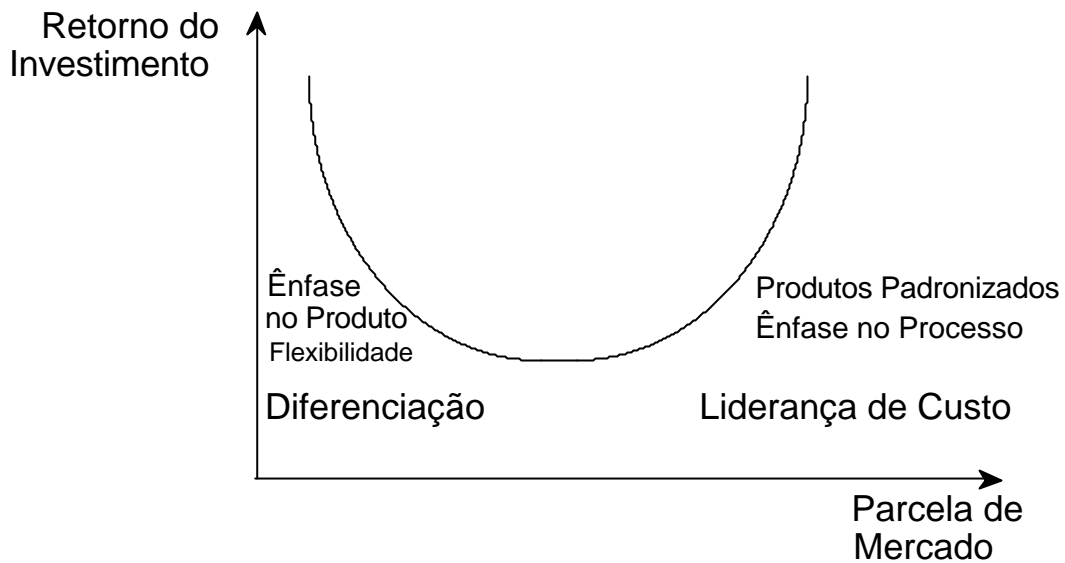 Retorno do
Investimento
Ênfase
no Produto
Flexibilidade
Produtos Padronizados
Ênfase no Processo
Diferenciação
Liderança de Custo
Parcela de
Mercado